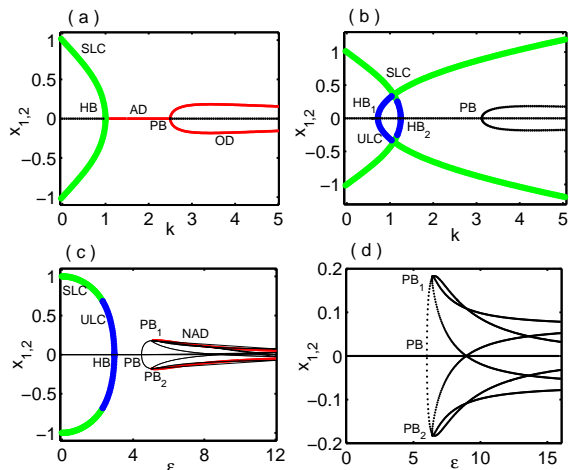 ( a )
1
0.5
0
−0.5
−1
x1,2
SLC
HB
AD
PB
OD
0 1 2 3 4 5
k
( b )
1
0.5
0
−0.5
−1
x1,2
SLC
HB1
HB2
ULC
PB
0 1 2 3 4 5
k
( c )
1
0.5
0
−0.5
−1
x1,2
SLC
ULC
HB
PB
PB1
NAD
PB2
0 4 8 12
ε
( d )
0.2
0.1
0
−0.1
−0.2
x1,2
PB1
PB
PB2
0 5 10 15
ε